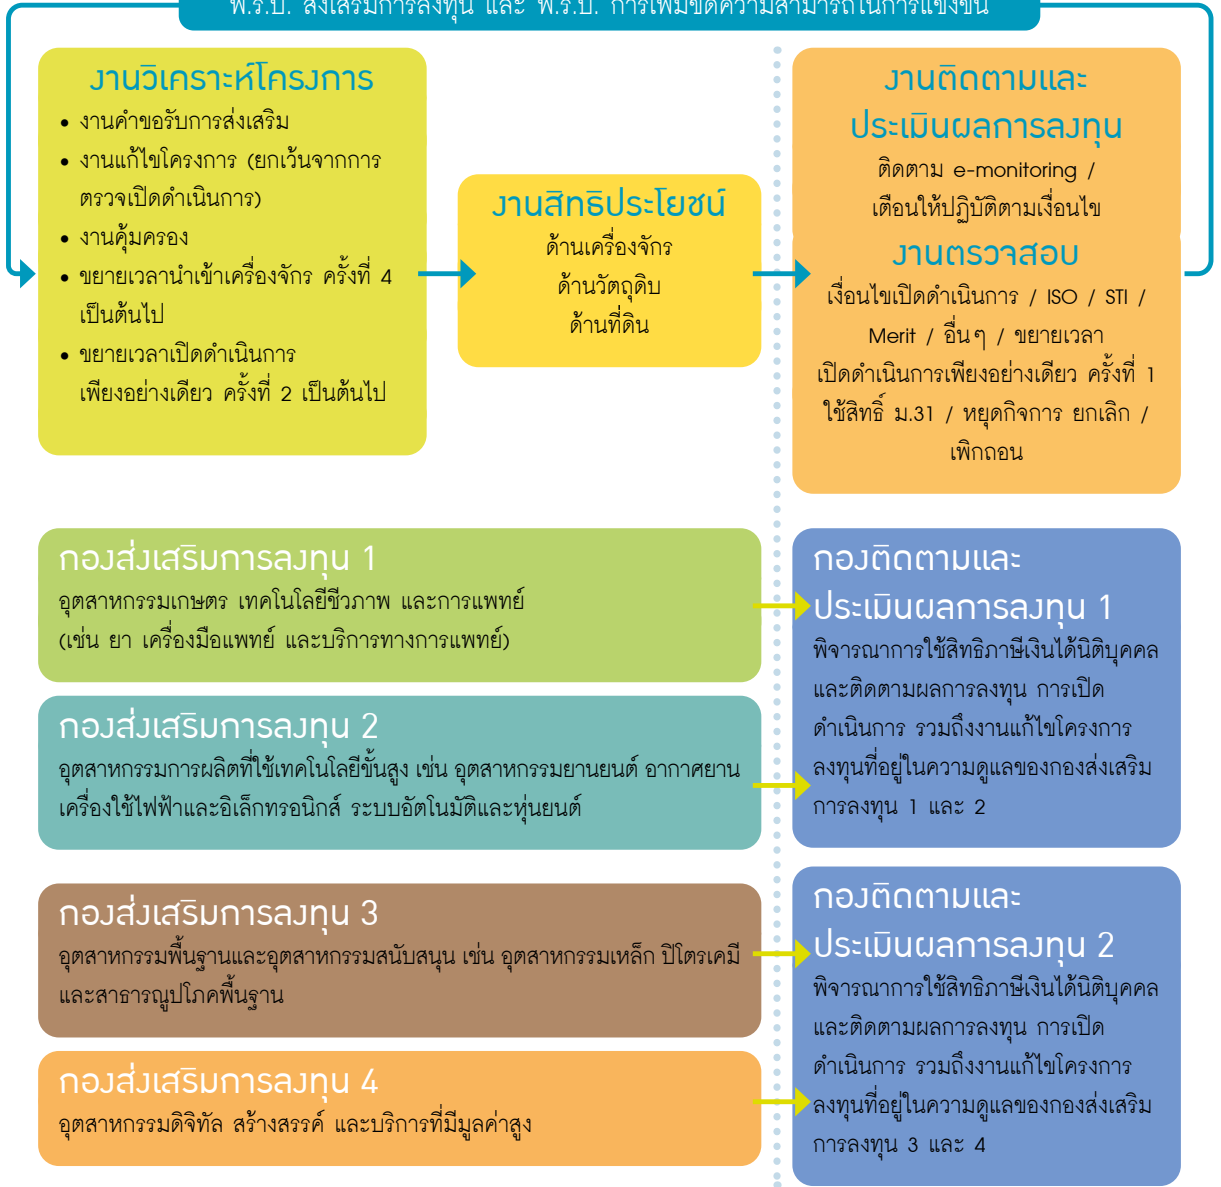 พ.ร.บ. ส่งเสริมการลงทุน และ พ.ร.บ. การเพิ่มขีดความสามารถในการแข่งขัน
งานวิเคราะห์โครงการ
• งานคำขอรับการส่งเสริม
• งานแก้ไขโครงการ (ยกเว้นจากการ
ตรวจเปิดดำเนินการ)
• งานคุ้มครอง
• ขยายเวลานำเข้าเครื่องจักร ครั้งที่ 4
เป็นต้นไป
• ขยายเวลาเปิดดำเนินการ
เพียงอย่างเดียว ครั้งที่ 2 เป็นต้นไป
งานสิทธิประโยชน์
ด้านเครื่องจักร
ด้านวัตถุดิบ
ด้านที่ดิน
งานติดตามและ
ประเมินผลการลงทุน
ติดตาม e-monitoring /
เตือนให้ปฏิบัติตามเงื่อนไข
งานตรวจสอบ
เงื่อนไขเปิดดำเนินการ / ISO / STI /
Merit / อื่นๆ / ขยายเวลา
เปิดดำเนินการเพียงอย่างเดียว ครั้งที่ 1
ใช้สิทธิ์ ม.31 / หยุดกิจการ ยกเลิก /
เพิกถอน
กองส่งเสริมการลงทุน 1
อุตสาหกรรมเกษตร เทคโนโลยีชีวภาพ และการแพทย์
(เช่น ยา เครื่องมือแพทย์ และบริการทางการแพทย์)
กองส่งเสริมการลงทุน 2
อุตสาหกรรมการผลิตที่ใช้เทคโนโลยีขั้นสูง เช่น อุตสาหกรรมยานยนต์ อากาศยาน
เครื่องใช้ไฟฟ้าและอิเล็กทรอนิกส์ ระบบอัตโนมัติและหุ่นยนต์
กองติดตามและ
ประเมินผลการลงทุน 1
พิจารณาการใช้สิทธิภาษีเงินได้นิติบุคคล
และติดตามผลการลงทุน การเปิด
ดำเนินการ รวมถึงงานแก้ไขโครงการ
ลงทุนที่อยู่ในความดูแลของกองส่งเสริม
การลงทุน 1 และ 2
กองส่งเสริมการลงทุน 3
อุตสาหกรรมพื้นฐานและอุตสาหกรรมสนับสนุน เช่น อุตสาหกรรมเหล็ก ปิโตรเคมี
และสาธารณูปโภคพื้นฐาน
กองส่งเสริมการลงทุน 4
อุตสาหกรรมดิจิทัล สร้างสรรค์ และบริการที่มีมูลค่าสูง
กองติดตามและ
ประเมินผลการลงทุน 2
พิจารณาการใช้สิทธิภาษีเงินได้นิติบุคคล
และติดตามผลการลงทุน การเปิด
ดำเนินการ รวมถึงงานแก้ไขโครงการ
ลงทุนที่อยู่ในความดูแลของกองส่งเสริม
การลงทุน 3 และ 4